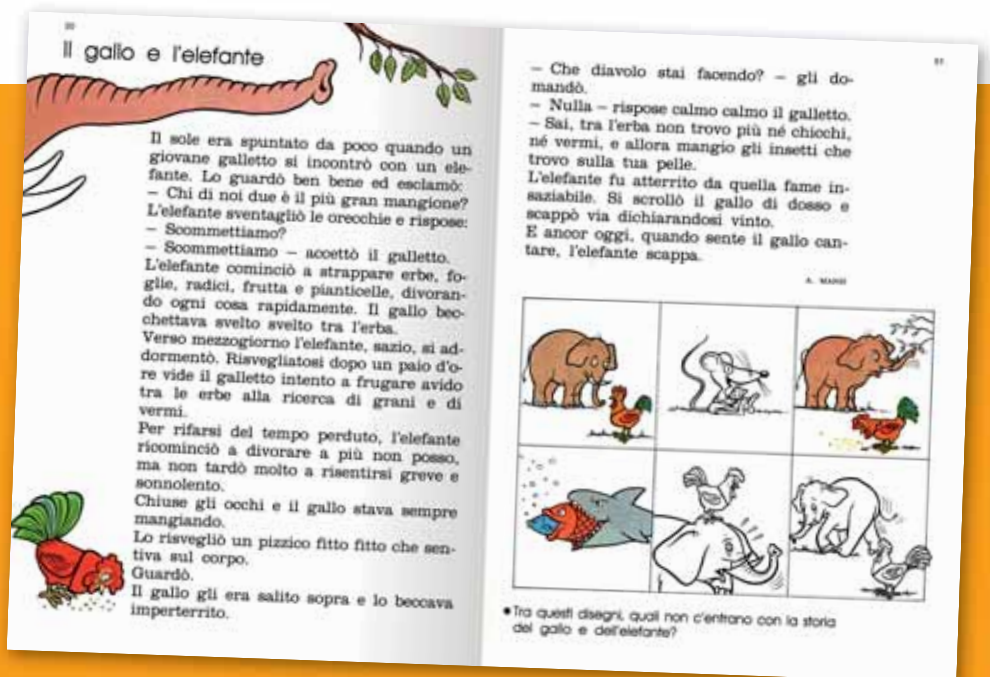 Il gallo e l'elefante
Il sole era spuntato da poco quando un
giovane galletto si incontrò con un ele-
fante. Lo guardò ben bene ed esclamò:
– Chi di noi due è il più gran mangione?
L'elefante sventagliò le orecchie e rispose:
– Scommettiamo?
– Scommettiamo – accettò il galletto.
L'elefante cominciò a strappare erbe, fo-
glie, radici, frutta e pianticelle, divoran-
do ogni cosa rapidamente. Il gallo bec-
chettava svelto svelto tra l'erba.
Verso mezzogiorno l'elefante, sazio, si ad-
dormentò. Risvegliatosi dopo un paio d'o-
re vide il galletto intento a frugare avido
tra le erbe alla ricerca di grani e di
vermi.
Per rifarsi del tempo perduto, l'elefante
ricominciò a divorare a più non posso,
ma non tardò molto a risentirsi greve e
sonnolento.
Chiuse gli occhi e il gallo stava sempre
mangiando.
Lo risvegliò un pizzico fitto fitto che sen-
tiva sul corpo.
Guardò.
Il gallo gli era salito sopra e lo beccava
imperterrito.
– Che diavolo stai facendo? – gli do-
mandò.
– Nulla – rispose calmo calmo il galletto.
– Sai, tra l'erba non trovo più né chicchi,
né vermi, e allora mangio gli insetti che
trovo sulla tua pelle.
L'elefante fu atterrito da quella fame in-
saziabile. Si scrollò il gallo di dosso e
scappò via dichiarandosi vinto.
E ancor oggi, quando sente il gallo can-
tare, l'elefante scappa.
A.
●Tra questi disegni, quali non c'entrano con la storia
del gallo e dell'elefante?